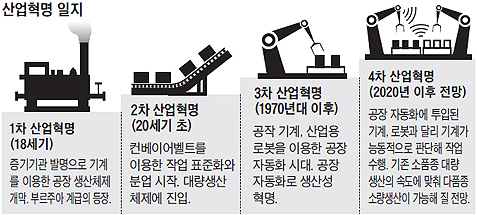 산업혁명 일지
1차 산업혁명
(18세기)
증기기관 발명으로 기계
를 이용한 공장 생산체제
개막. 부르주아 계급의 등장.
2차 산업혁명
(20세기 초)
컨베이어벨트를
이용한 작업 표준화와
분업 시작. 대량생산
체제에 진입.
3차 산업혁명
(1970년대 이후)
공작 기계, 산업용
로봇을 이용한 공장
자동화 시대. 공장
자동화로 생산성
혁명.
4차 산업혁명
(2020년 이후 전망)
공장 자동화에 투입된
기계, 로봇과 달리 기계가
능동적으로 판단해 작업
수행. 기존 소품종 대량
생산의 속도에 맞춰 다품종
소량생산이 가능해 질 전망.